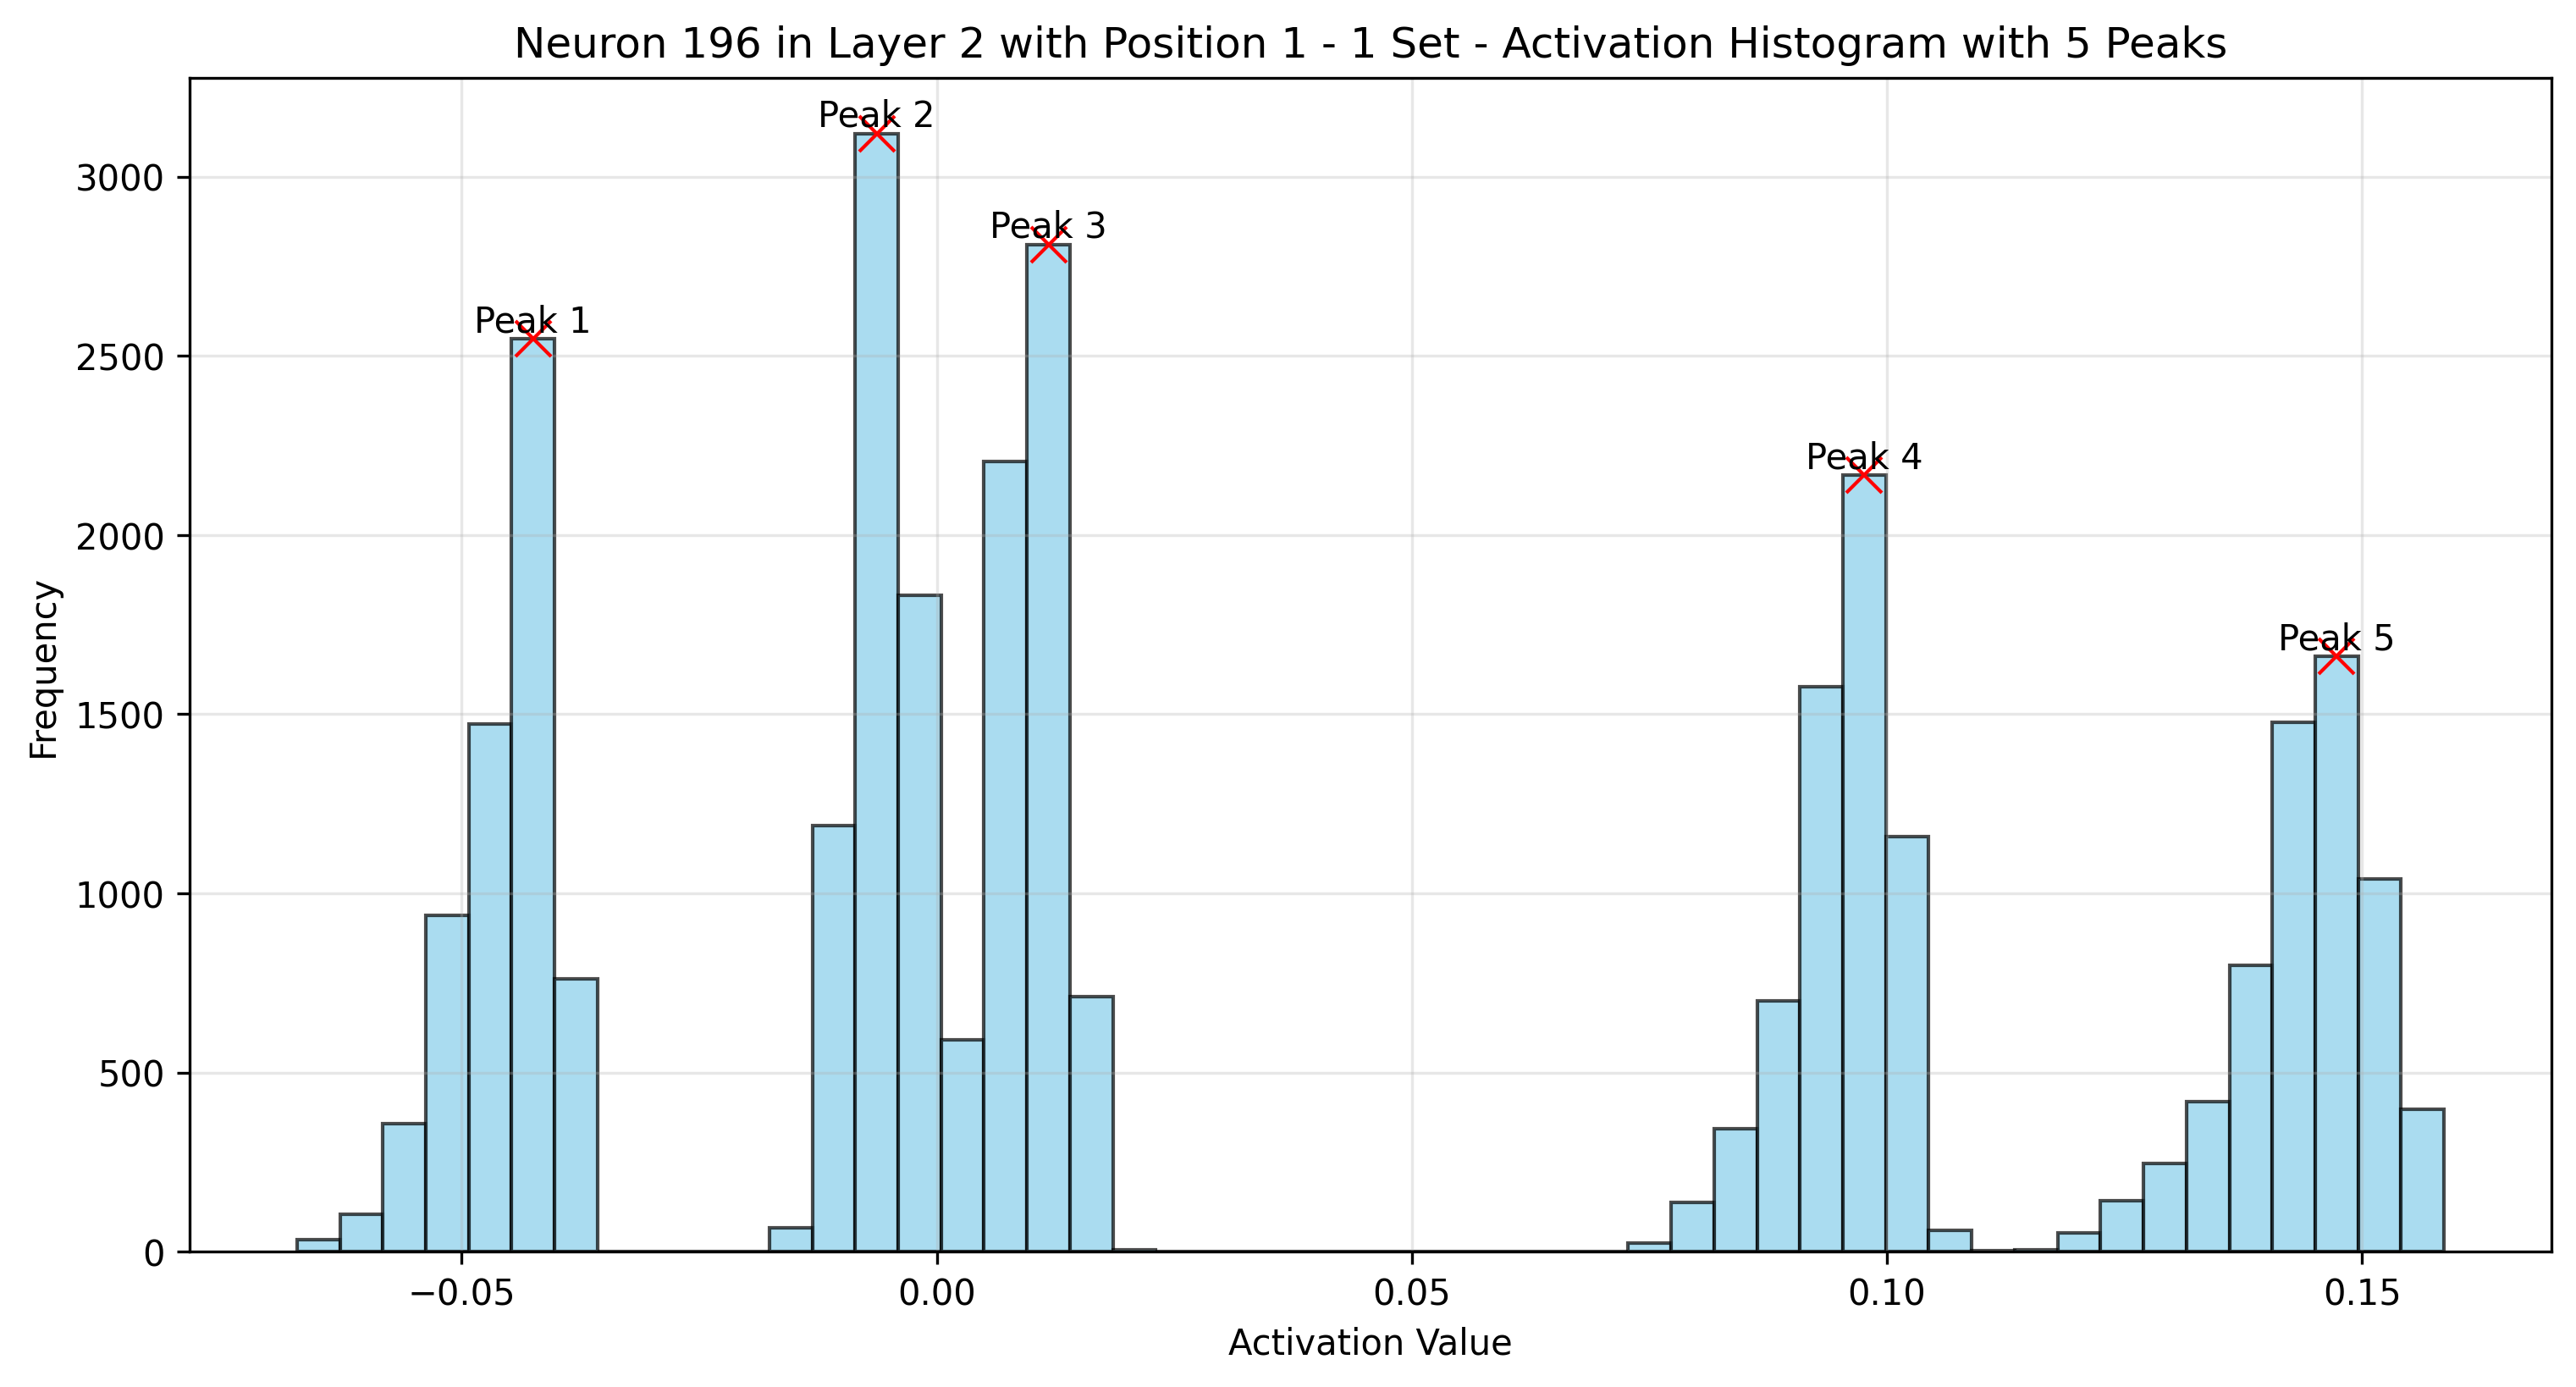 Neuron 196 in Layer 2 with Position 1 - 1 Set - Activation Histogram with 5 Peaks
Peak 2
3000
Peak 3
Peak 1
2500
Peak 4
2000
Peak 5
1500
Frequency
1000
500
0
−0.05 0.00 0.05 0.10 0.15
Activation Value